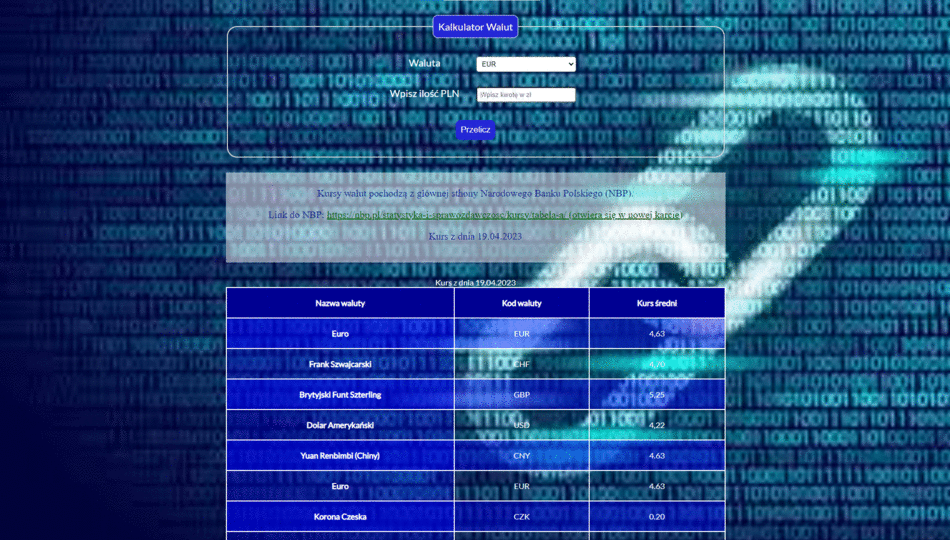 Kalkulator Walut
Waluta EUR
Wpisz ilość PLN Wpisz kwotę w zł
Przelicz
Kursy walut pochodzą z głównej strony Narodowego Banku Polskiego (NBP).
Link do NBP: https://nbp.pl/statystyka-i-sprawozdawczosc/kursy/tabela-a/ (otwiera się w nowej karcie)
Kurs z dnia 19.04.2023
Kurs z dnia 19.04.2023
Nazwa waluty Kod waluty Kurs średni
Euro EUR 4,63
Frank Szwajcarski CHF
Brytyjski Funt Szterling GBP 5,25
Dolar Amerykański USD 4,22
Yuan Renbimbi (Chiny) CNY 4.63
Euro EUR 4.63
Korona Czeska CZK 0.20